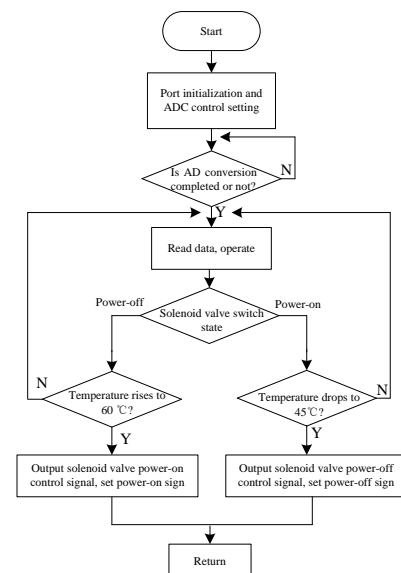 Start
Port initialization and
ADC control setting
Is AD conversion
completed or not?
N
Y
Read data, operate
Power-off
Solenoid valve switch
state
Power-on
N
Temperature rises to
60 ℃?
Temperature drops to
45℃?
N
Y
Y
Output solenoid valve power-on
control signal, set power-on sign
Output solenoid valve power-off
control signal, set power-off sign
Return